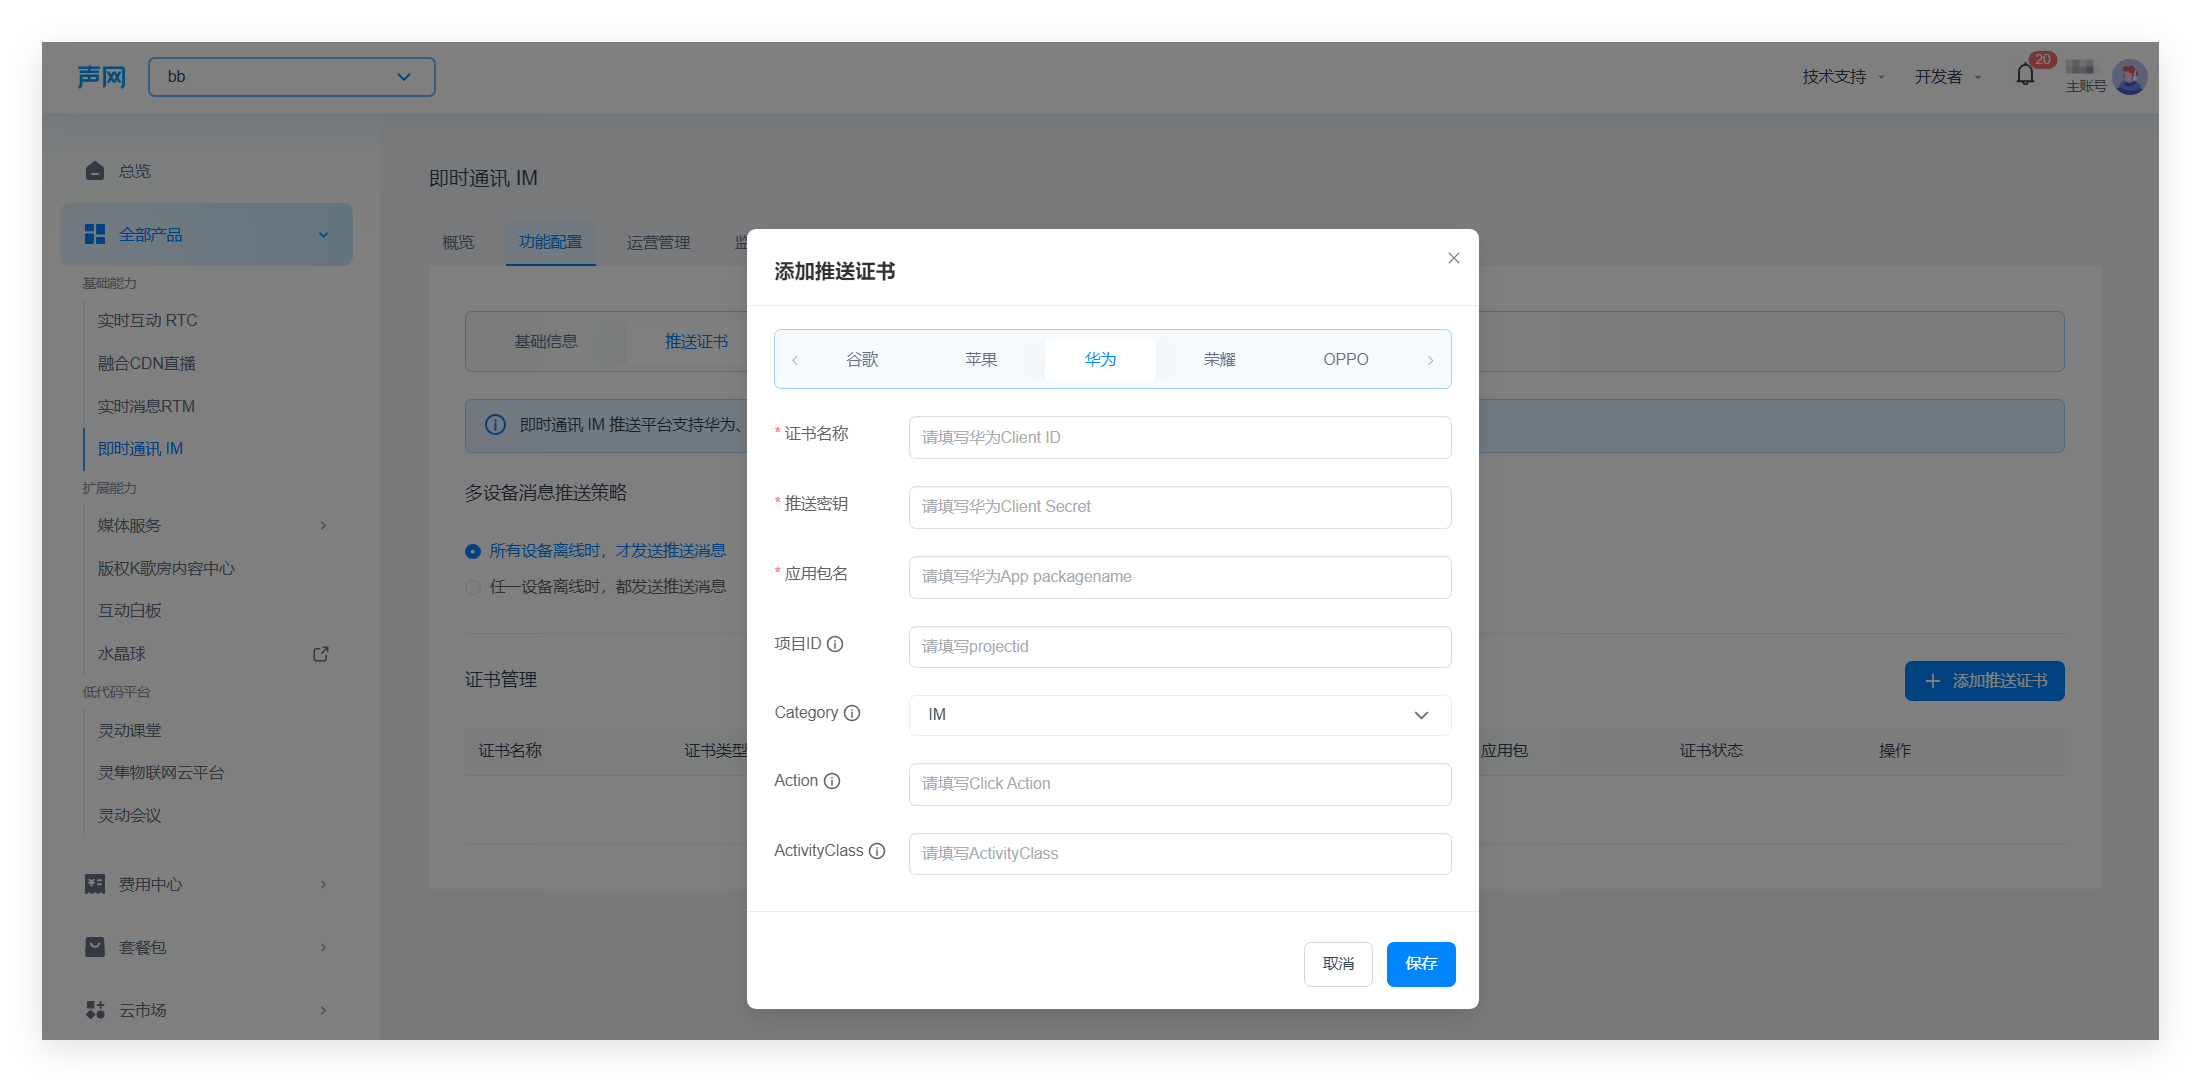 声网
bb
技术支持
开发者
20
主账号
总览
全部产品
基础能力
实时互动 RTC
融合CDN直播
实时消息RTM
即时通讯 IM
扩展能力
媒体服务
版权K歌房内容中心
互动白板
水晶球
低代码平台
灵动课堂
灵隼物联网云平台
灵动会议
费用中心
套餐包
云市场
即时通讯 IM
概览
功能配置
运营管理
监
基础信息
推送证书
即时通讯 IM 推送平台支持华为、
多设备消息推送策略
所有设备离线时，才发送推送消息
任一设备离线时，都发送推送消息
证书管理
添加推送证书
证书名称
证书类型
应用包
证书状态
操作
添加推送证书
谷歌
苹果
华为
荣耀
OPPO
* 证书名称
请填写华为Client ID
* 推送密钥
请填写华为Client Secret
* 应用包名
请填写华为App packagename
项目ID
请填写projectid
Category
IM
Action
请填写Click Action
ActivityClass
请填写ActivityClass
取消
保存